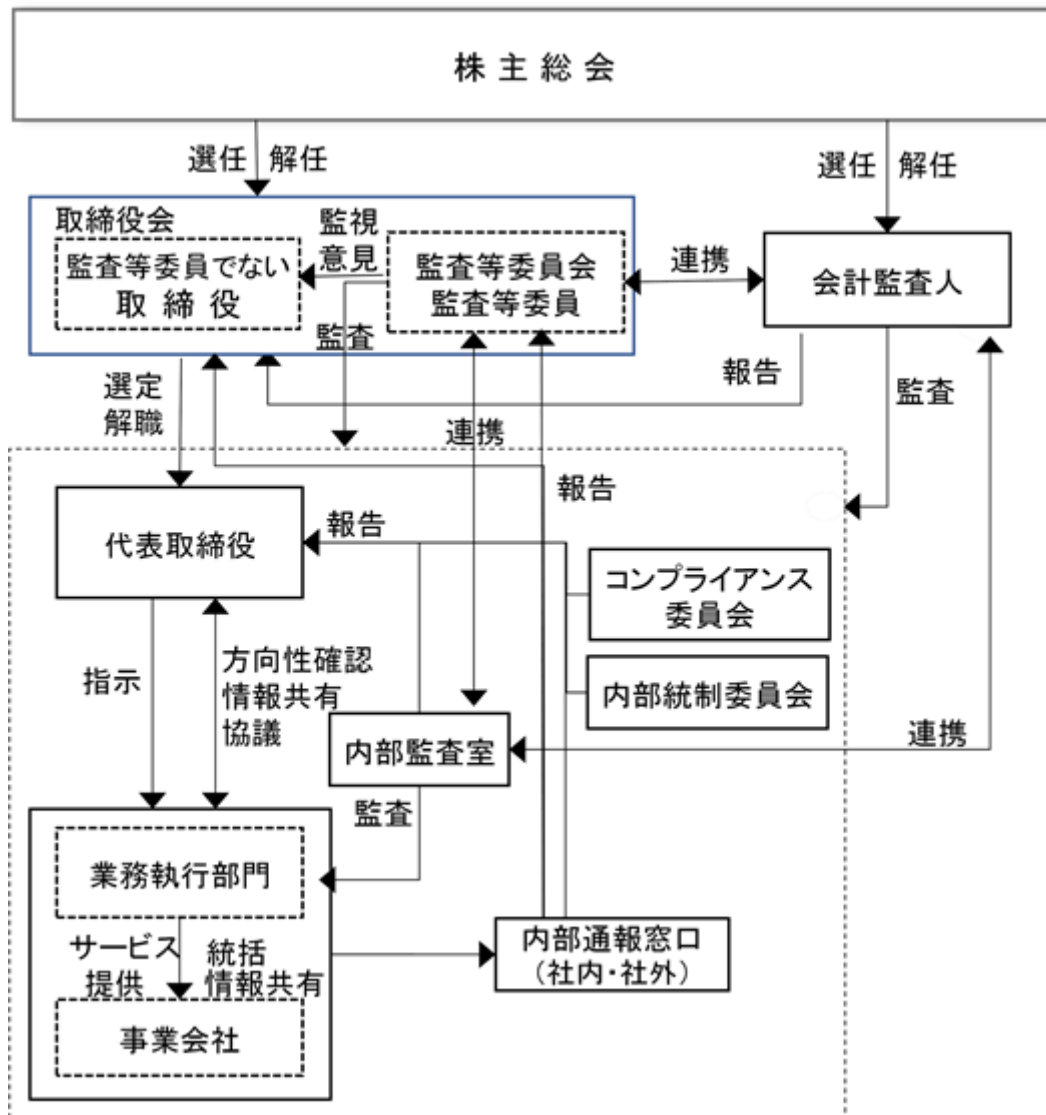 株主総会
選任 解任
選任 解任
取締役会
監査等委員でない
取締役
監視
意見
監査等委員会
監査等委員
連携
会計監査人
監査
報告
監査
選定
解職
連携
報告
代表取締役
報告
コンプライアンス
委員会
指示
方向性確認
情報共有
協議
内部統制委員会
内部監査室
連携
監査
業務執行部門
サービス
提供
統括
情報共有
事業会社
内部通報窓口
（社内・社外）